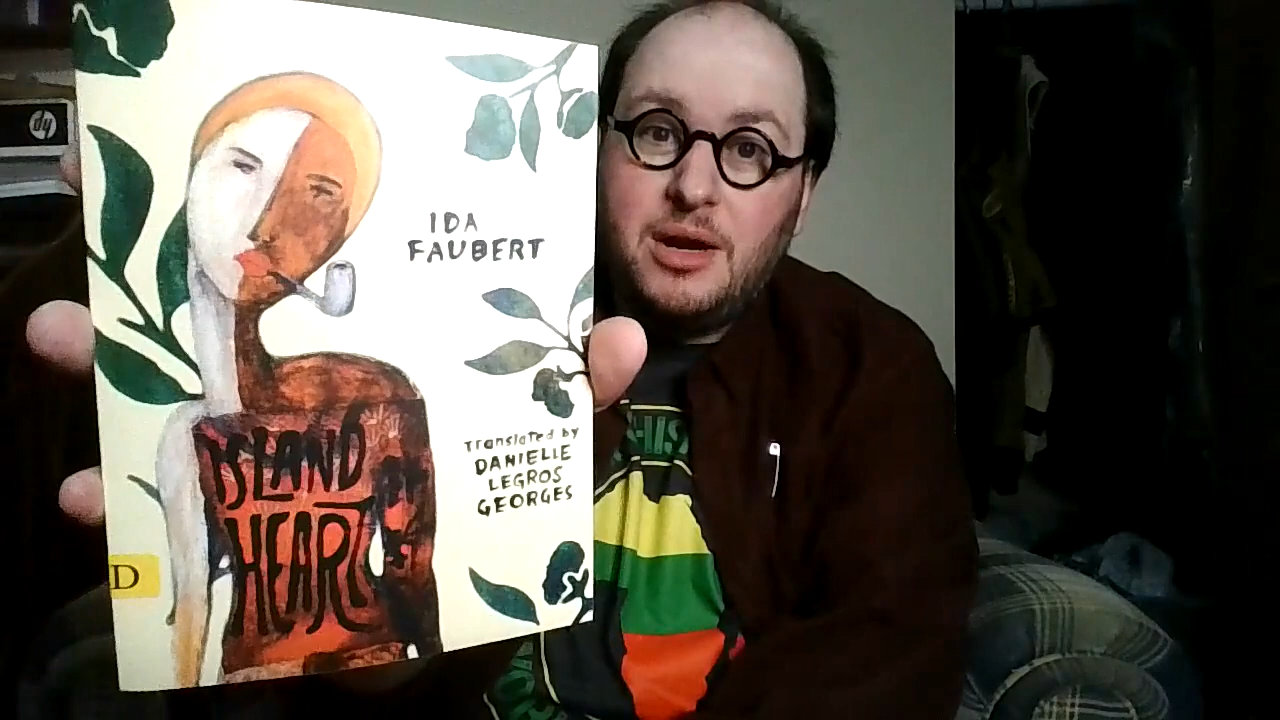 IDA
FAUBERT
Translated by
DANIELLE
LEGROS
GEORGES
ISLAND
HEART
D
hp